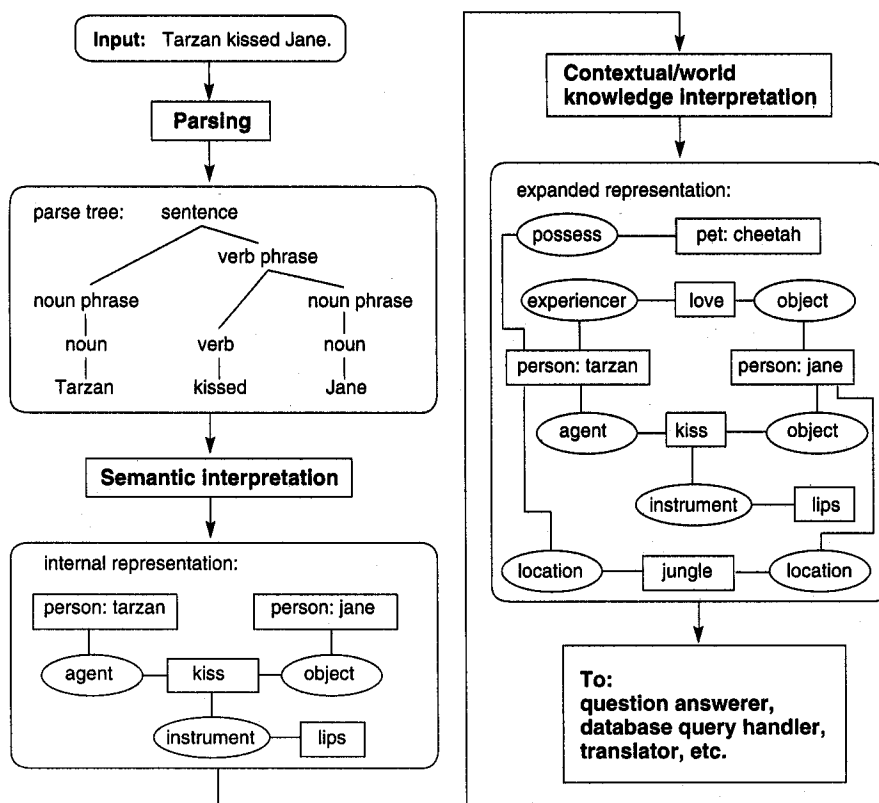 Input: Tarzan kissed Jane.
Parsing
parse tree: sentence
verb phrase
noun phrase noun phrase
noun verb noun
Tarzan kissed Jane
Semantic interpretation
internal representation:
person: tarzan person: jane
agent kiss object
instrument lips
Contextual/world
knowledge interpretation
expanded representation:
possess pet: cheetah
experiencer love object
person: tarzan person: jane
agent kiss object
instrument lips
location jungle location
To:
question answerer,
database query handler,
translator, etc.